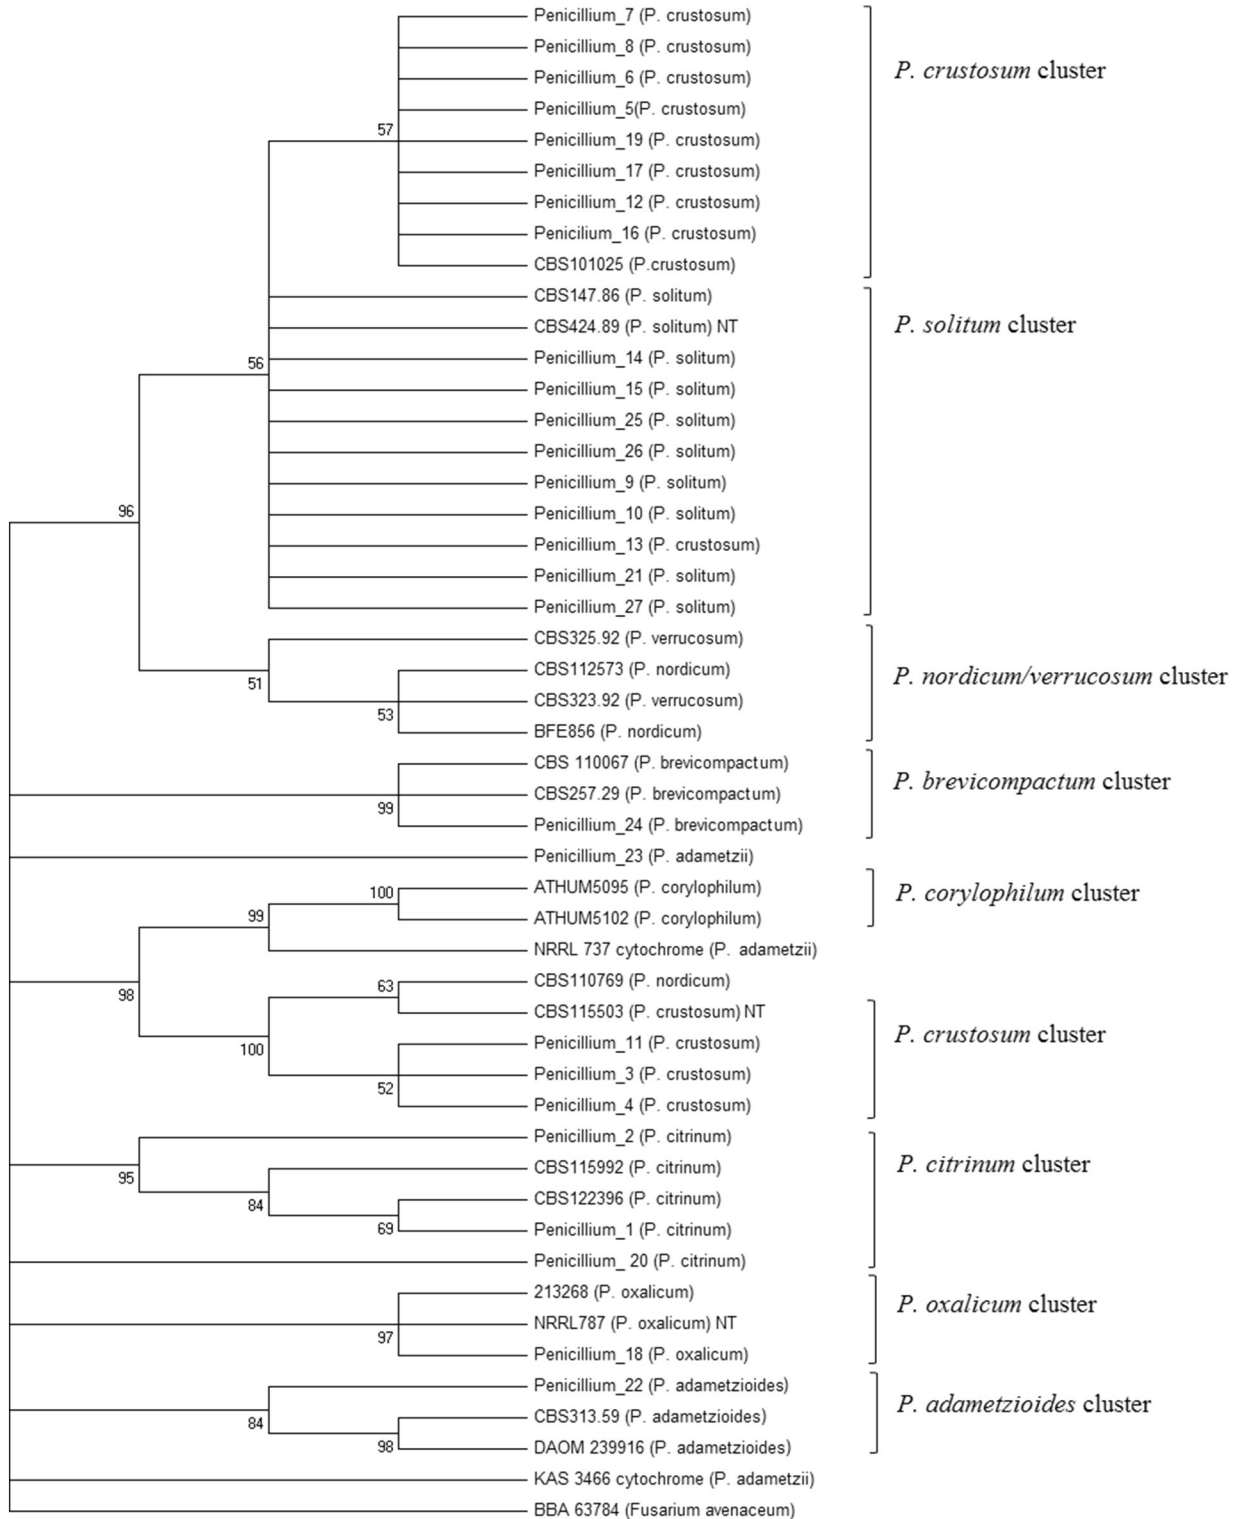 Penicillium_7 (P. crustosum)
Penicillium_8 (P. crustosum)
P. crustosum cluster
Penicillium_6 (P. crustosum)
Penicillium_5(P. crustosum)
57
Penicillium_19 (P. crustosum)
Penicillium_17 (P. crustosum)
Penicillium_12 (P. crustosum)
Penicilium_16 (P. crustosum)
CBS101025 (P.crustosum)
CBS147.86 (P. solitum)
CBS424.89 (P. solitum) NT
P. solitum cluster
Penicillium_14 (P. solitum)
56
Penicillium_15 (P. solitum)
Penicillium_25 (P. solitum)
Penicillium_26 (P. solitum)
Penicillium_9 (P. solitum)
96
Penicillium_10 (P. solitum)
Penicillium_13 (P. crustosum)
Penicillium_21 (P. solitum)
Penicillium_27 (P. solitum)
CBS325.92 (P. verrucosum)
CBS112573 (P. nordicum)
P. nordicum/verrucosum cluster
51
CBS323.92 (P. verrucosum)
53
BFE856 (P. nordicum)
CBS 110067 (P. brevicompactum)
P. brevicompactum cluster
CBS257.29 (P. brevicompactum)
99
Penicillium_24 (P. brevicompactum)
Penicillium_23 (P. adametzii)
100
ATHUM5095 (P. corylophilum)
P. corylophilum cluster
99
ATHUM5102 (P. corylophilum)
NRRL 737 cytochrome (P. adametzii)
63
CBS110769 (P. nordicum)
98
CBS115503 (P. crustosum) NT
P. crustosum cluster
Penicillium_11 (P. crustosum)
100
Penicillium_3 (P. crustosum)
52
Penicillium_4 (P. crustosum)
Penicillium_2 (P. citrinum)
P. citrinum cluster
CBS115992 (P. citrinum)
95
CBS122396 (P. citrinum)
84
Penicillium_1 (P. citrinum)
69
Penicillium_ 20 (P. citrinum)
213268 (P. oxalicum)
P. oxalicum cluster
NRRL787 (P. oxalicum) NT
97
Penicillium_18 (P. oxalicum)
Penicillium_22 (P. adametzioides)
P. adametzioides cluster
84
CBS313.59 (P. adametzioides)
98
DAOM 239916 (P. adametzioides)
KAS 3466 cytochrome (P. adametzii)
BBA 63784 (Fusarium avenaceum)